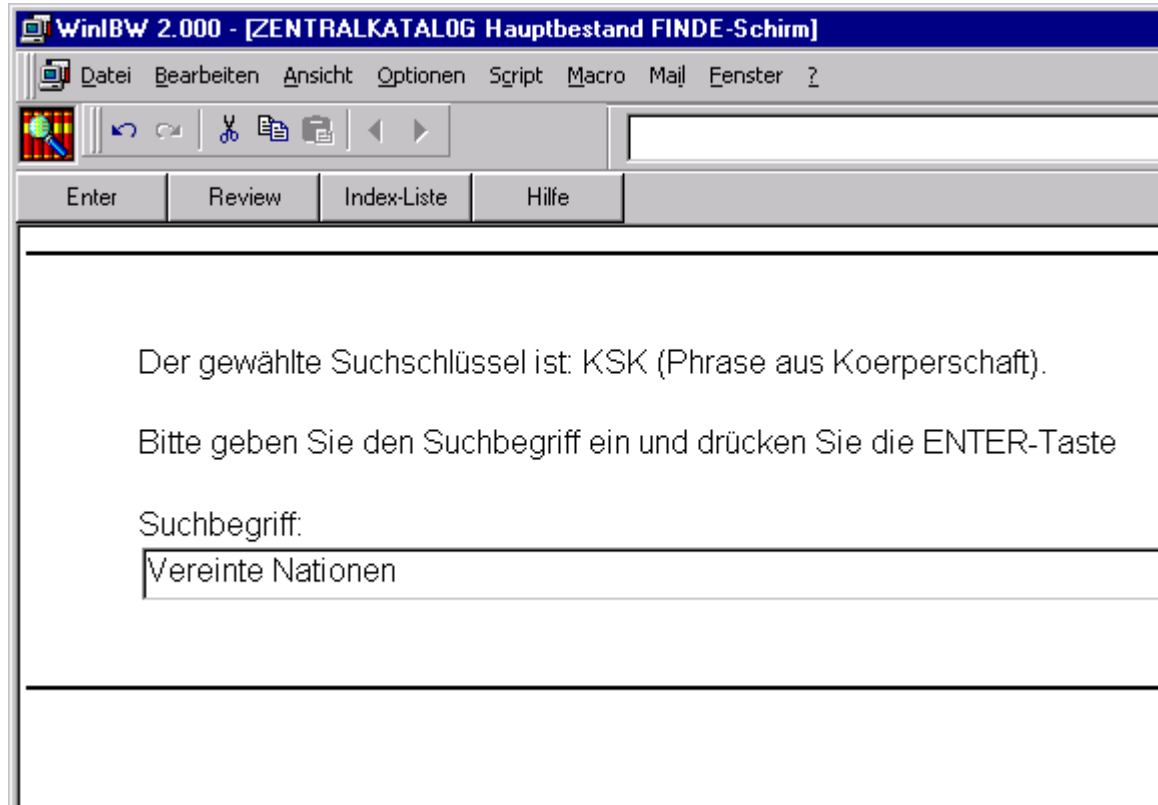 WinIBW 2.000 - [ZENTRALKATALOG Hauptbestand FINDE-Schirm]
Datei Bearbeiten Ansicht Optionen Script Macro Mail Fenster ?
Enter Review Index-Liste Hilfe
Der gewählte Suchschlüssel ist: KSK (Phrase aus Koerperschaft).
Bitte geben Sie den Suchbegriff ein und drücken Sie die ENTER-Taste
Suchbegriff:
Vereinte Nationen